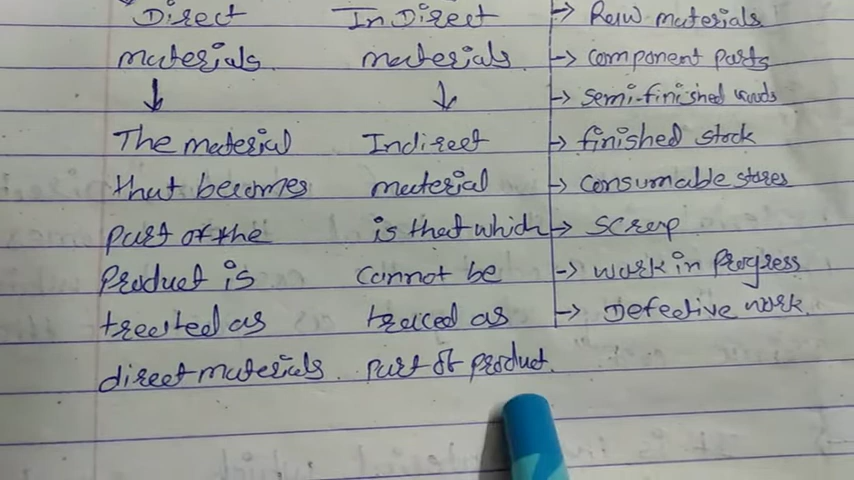 Direct
materials
↓
The material
that becomes
part of the
product is
treated as
direct materials.
InDirect
materials
↓
Indirect
material
is that which
cannot be
traced as
part of product.
→ Raw materials
→ component parts
→ semi-finished goods
→ finished stock
→ consumable stores
→ scrap
→ work in progress
→ Defective work